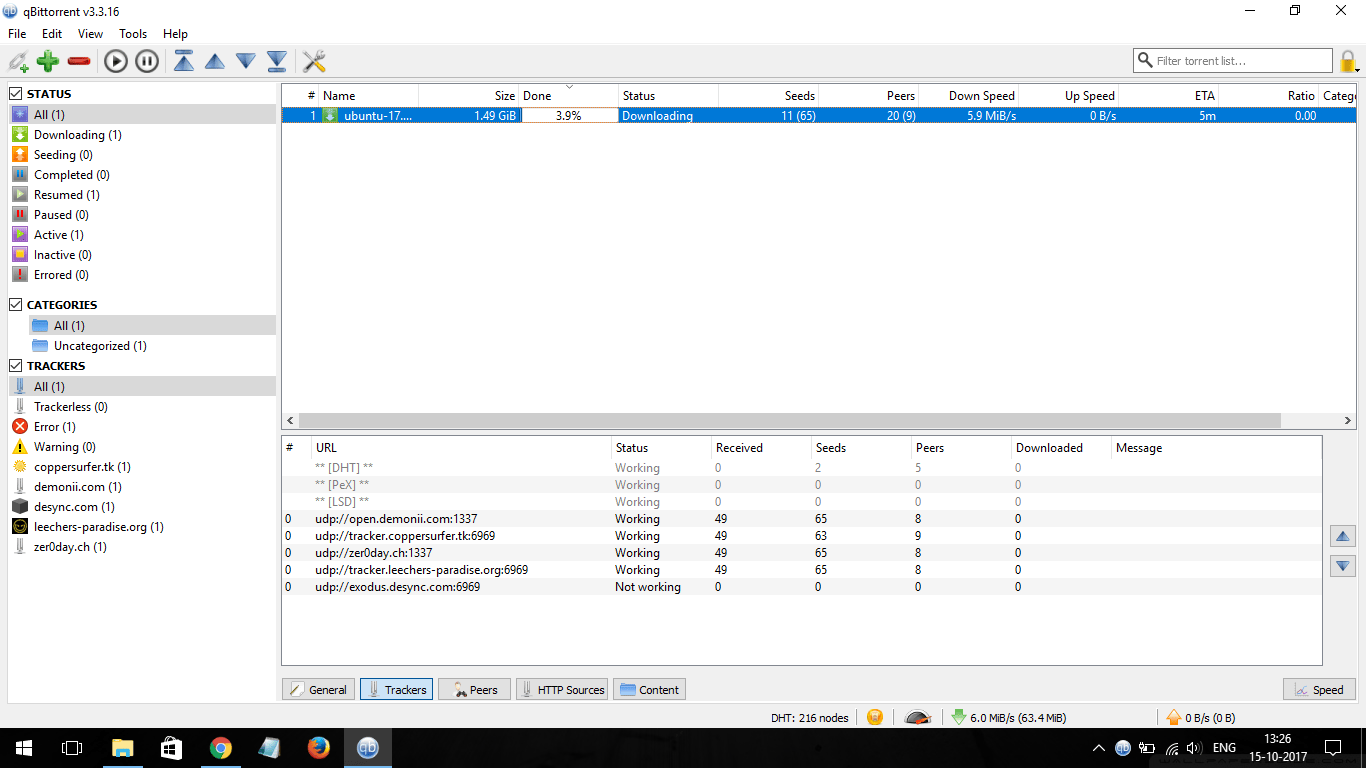 qBittorrent v3.3.16
File Edit View Tools Help
Filter torrent list...
STATUS
All (1)
Downloading (1)
Seeding (0)
Completed (0)
Resumed (1)
Paused (0)
Active (1)
Inactive (0)
Errored (0)
CATEGORIES
All (1)
Uncategorized (1)
TRACKERS
All (1)
Trackerless (0)
Error (1)
Warning (0)
coppersurfer.tk (1)
demonii.com (1)
desync.com (1)
leechers-paradise.org (1)
zer0day.ch (1)
# Name Size Done Status Seeds Peers Down Speed Up Speed ETA Ratio Categ
1 ubuntu-17.... 1.49 GiB 3.9% Downloading 11 (65) 20 (9) 5.9 MiB/s 0 B/s 5m 0.00
# URL Status Received Seeds Peers Downloaded Message
** [DHT] ** Working 0 2 5 0
** [PeX] ** Working 0 0 0 0
** [LSD] ** Working 0 0 0 0
0 udp://open.demonii.com:1337 Working 49 65 8 0
0 udp://tracker.coppersurfer.tk:6969 Working 49 63 9 0
0 udp://zer0day.ch:1337 Working 49 65 8 0
0 udp://tracker.leechers-paradise.org:6969 Working 49 65 8 0
0 udp://exodus.desync.com:6969 Not working 0 0 0 0
General Trackers Peers HTTP Sources Content Speed
DHT: 216 nodes 6.0 MiB/s (63.4 MiB) 0 B/s (0 B)
qb qb ENG 13:26
15-10-2017